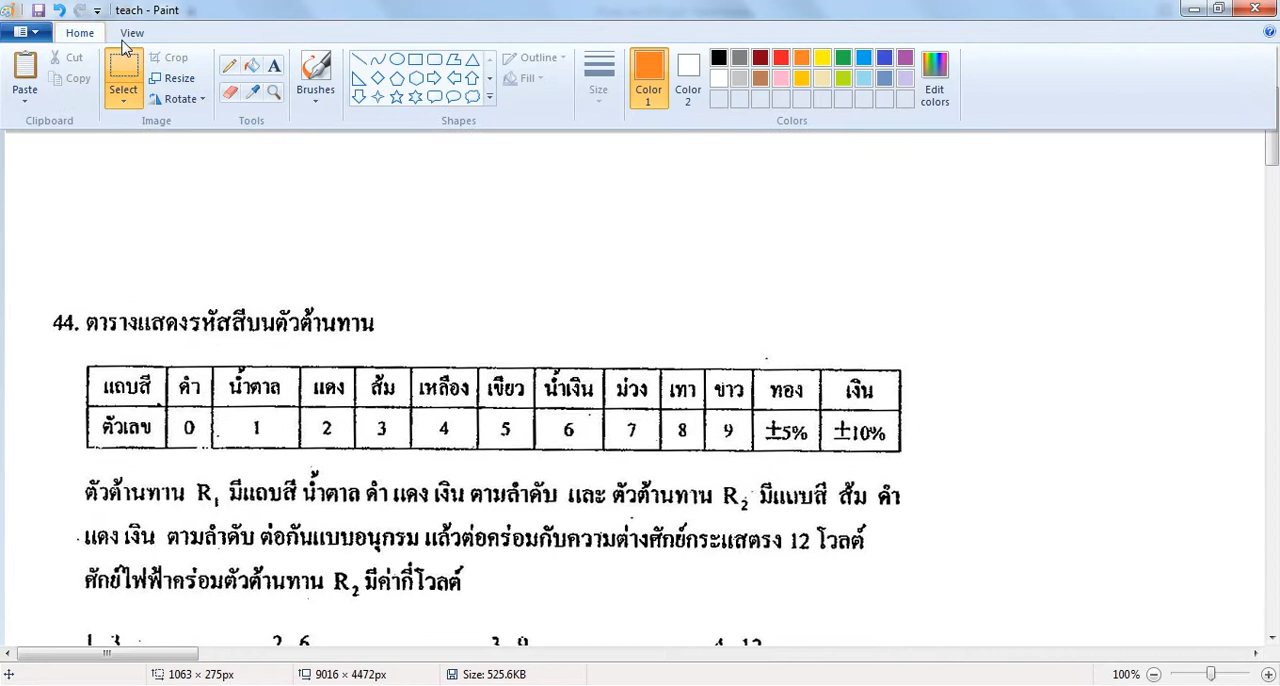 teach - Paint
Home View
Paste Cut Copy Select Crop Resize Rotate Brushes Outline Fill Size Color 1 Color 2 Edit colors
Clipboard Image Tools Shapes Colors
44. ตารางแสดงรหัสสีบนตัวต้านทาน
แถบสี ดำ น้ำตาล แดง ส้ม เหลือง เขียว น้ำเงิน ม่วง เทา ขาว ทอง เงิน
ตัวเลข 0 1 2 3 4 5 6 7 8 9 ±5% ±10%
ตัวต้านทาน R₁ มีแถบสี น้ำตาล ดำ แดง เงิน ตามลำดับ และ ตัวต้านทาน R₂ มีแถบสี ส้ม ดำ
แดง เงิน ตามลำดับ ต่อกันแบบอนุกรม แล้วต่อคร่อมกับความต่างศักย์กระแสตรง 12 โวลต์
ศักย์ไฟฟ้าคร่อมตัวต้านทาน R₂ มีค่ากี่โวลต์
1. 3 2. 6 3. 9 4. 12
1063 × 275px 9016 × 4472px Size: 525.6KB 100%